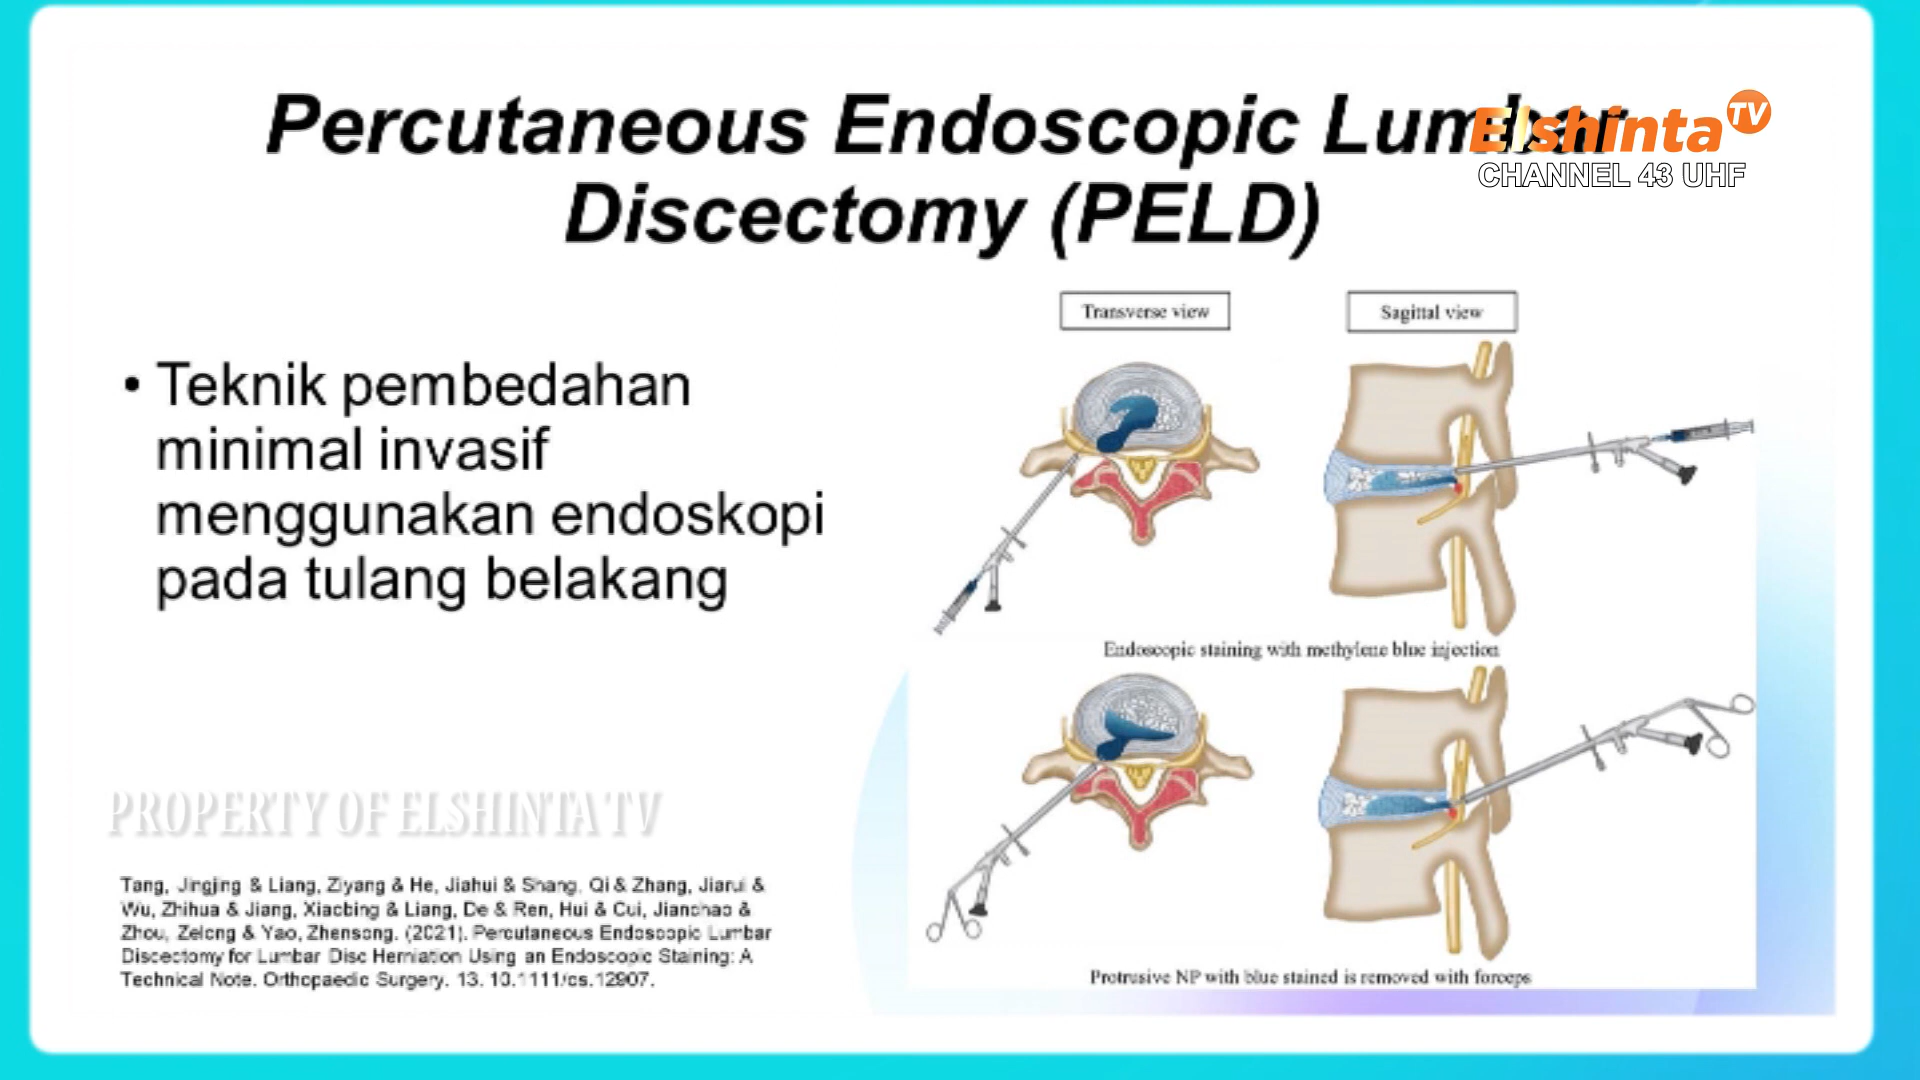 Percutaneous Endoscopic Lumbar
Discectomy (PELD)
Elshinta TV
CHANNEL 43 UHF
• Teknik pembedahan
minimal invasif
menggunakan endoskopi
pada tulang belakang
Transverse view
Sagittal view
Endoscopic staining with methylene blue injection
Protrusive NP with blue stained is removed with forceps
PROPERTY OF ELSHINTA TV
Tang, Jingjing & Liang, Ziyang & He, Jiahui & Shang, Qi & Zhang, Jiarui &
Wu, Zhihua & Jiang, Xiaobing & Liang, De & Ren, Hui & Cui, Jianchao &
Zhou, Zelong & Yao, Zhensong. (2021). Percutaneous Endoscopic Lumbar
Discectomy for Lumbar Disc Herniation Using an Endoscopic Staining: A
Technical Note. Orthopaedic Surgery. 13. 10.1111/os.12907.